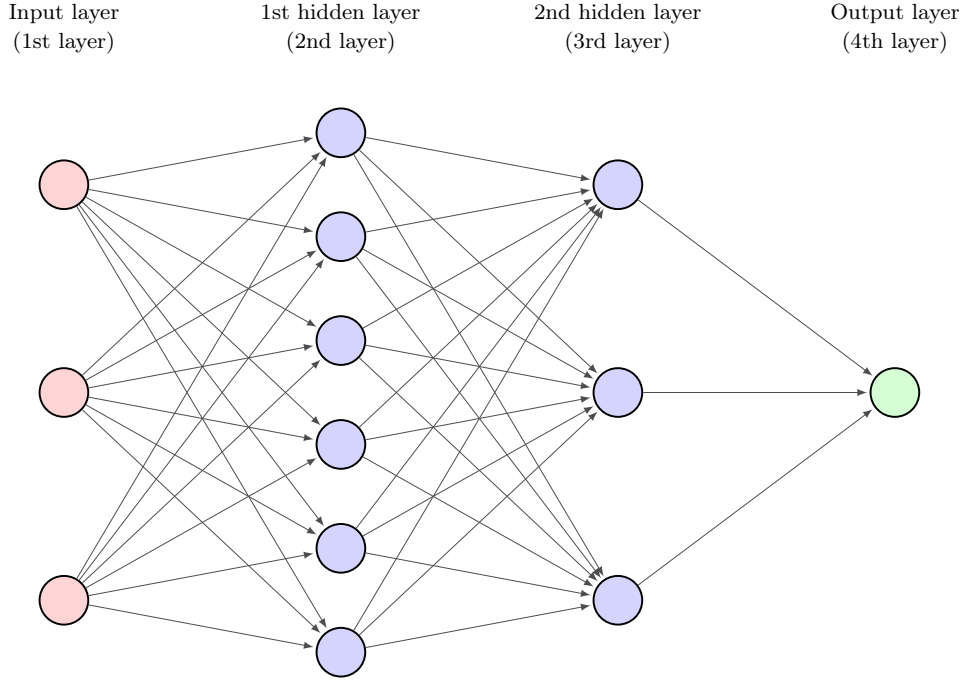 Input layer
(1st layer)
1st hidden layer
(2nd layer)
2nd hidden layer
(3rd layer)
Output layer
(4th layer)